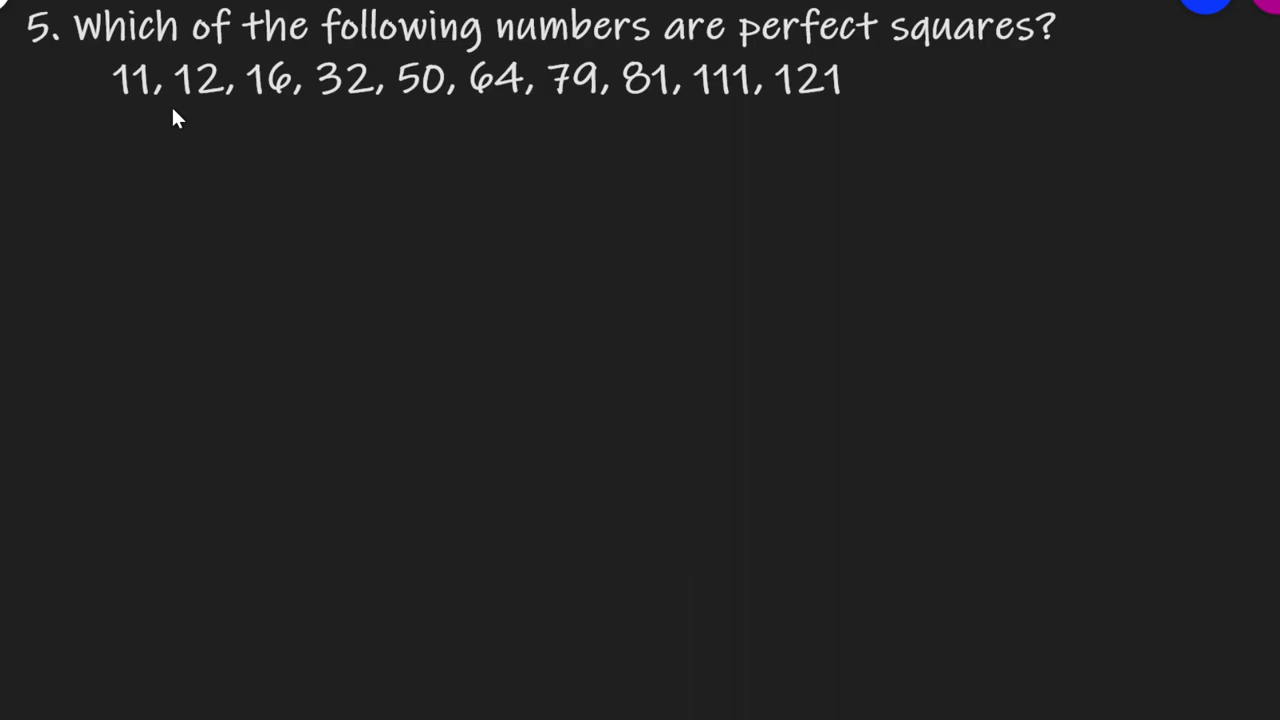 5. Which of the following numbers are perfect squares?
11, 12, 16, 32, 50, 64, 79, 81, 111, 121